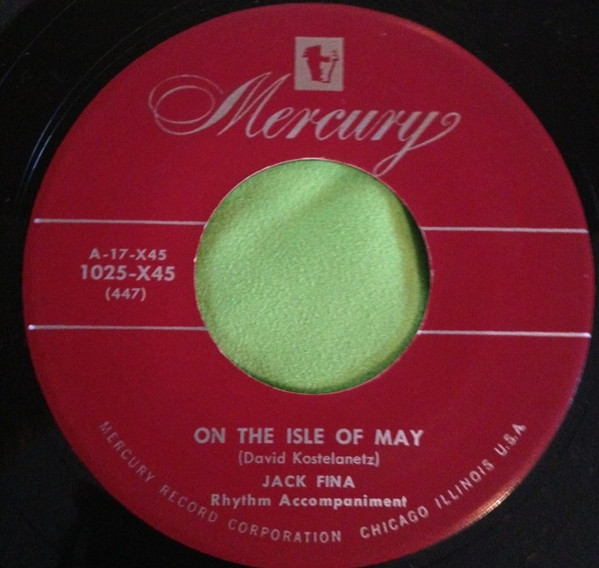 Mercury
A-17-X45
1025-X45
(447)
ON THE ISLE OF MAY
(David Kostelanetz)
JACK FINA
Rhythm Accompaniment
MERCURY RECORD CORPORATION CHICAGO ILLINOIS U.S.A